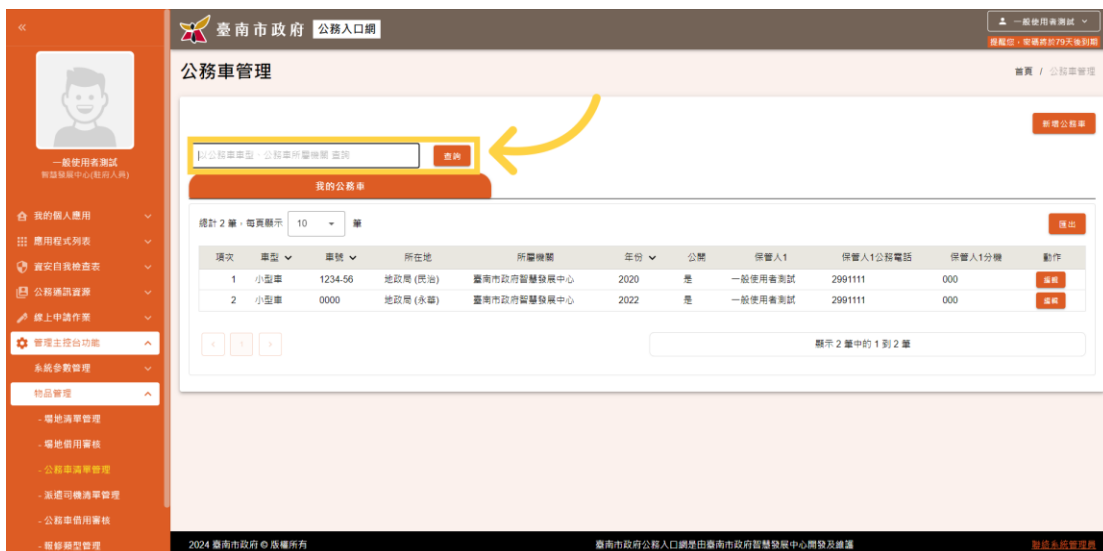 «
臺南市政府 公務入口網
一般使用者測試
提醒您，密碼將於79天後到期
公務車管理
首頁 / 公務車管理
新增公務車
以公務車車型、公務車所屬機關 查詢
查詢
一般使用者測試
智慧發展中心(駐府人員)
我的公務車
我的個人應用
總計 2 筆，每頁顯示 10 筆
匯出
應用程式列表
項次 車型 車號 所在地 所屬機關 年份 公開 保管人1 保管人1公務電話 保管人1分機 動作
資安自我檢查表
1 小型車 1234-56 地政局 (民治) 臺南市政府智慧發展中心 2020 是 一般使用者測試 2991111 000 編輯
公務通訊資源
2 小型車 0000 地政局 (永華) 臺南市政府智慧發展中心 2022 是 一般使用者測試 2991111 000 編輯
線上申請作業
管理主控台功能
‹ 1 ›
顯示 2 筆中的 1 到 2 筆
系統參數管理
物品管理
- 場地清單管理
- 場地借用審核
- 公務車清單管理
- 派遣司機清單管理
- 公務車借用審核
- 報修類型管理
2024 臺南市政府 © 版權所有
臺南市政府公務入口網是由臺南市政府智慧發展中心開發及維護
聯絡系統管理員